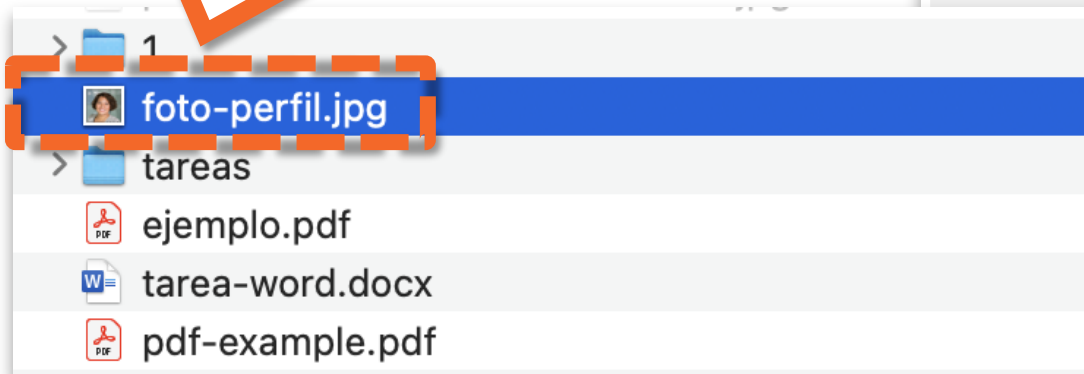 1
foto-perfil.jpg
tareas
ejemplo.pdf
tarea-word.docx
pdf-example.pdf